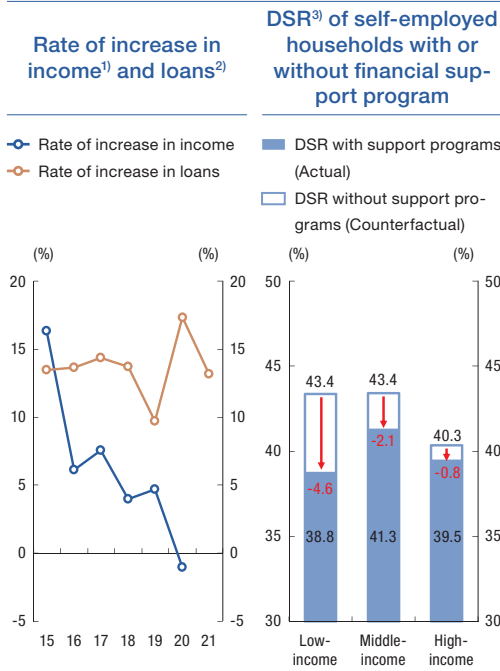 Rate of increase in
income1) and loans2)
Rate of increase in income
Rate of increase in loans
(%) (%)
20 20
15 15
10 10
5 5
0 0
-5 -5
15 16 17 18 19 20 21
DSR3) of self-employed
households with or
without financial sup-
port program
DSR with support programs
(Actual)
DSR without support pro-
grams (Counterfactual)
(%) (%)
50 50
45 45
43.4 43.4
40.3
40 40
-4.6 -2.1 -0.8
38.8 41.3 39.5
35 35
30 30
Low- Middle- High-
income income income